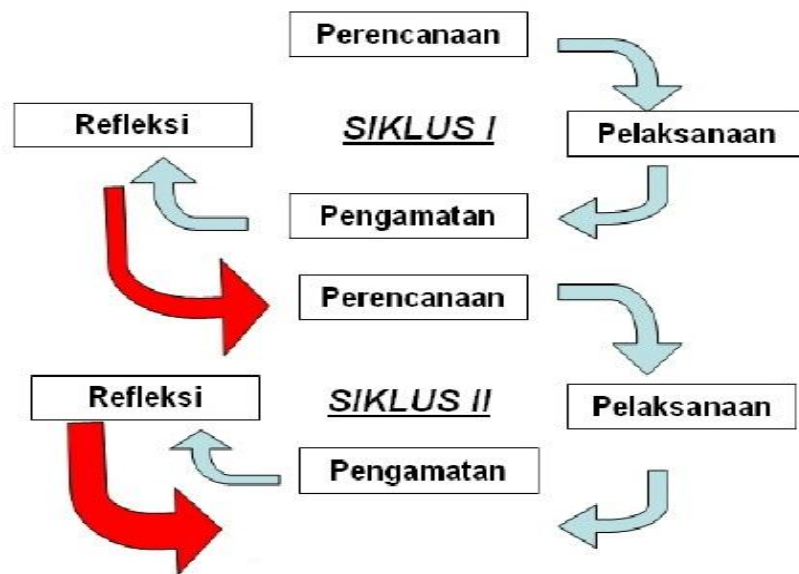 Perencanaan
Refleksi
SIKLUS I
Pelaksanaan
Pengamatan
Perencanaan
Refleksi
SIKLUS II
Pelaksanaan
Pengamatan